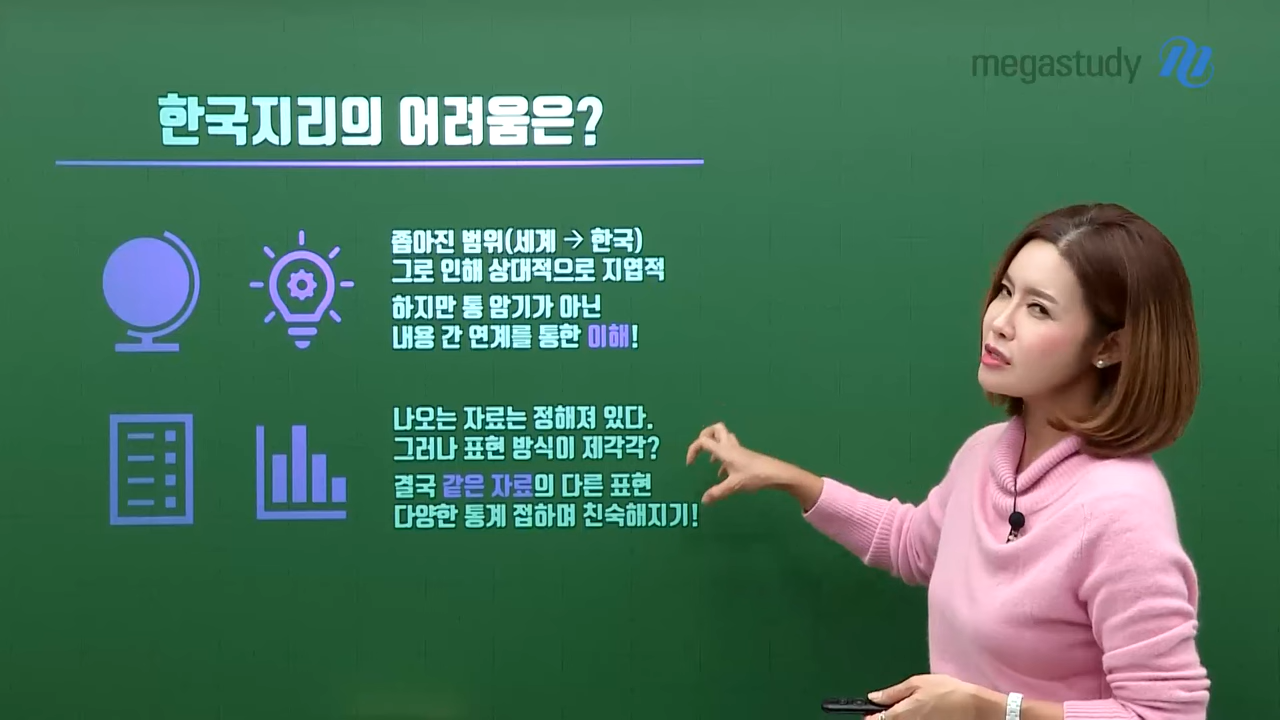 megastudy
한국지리의 어려움은?
좁아진 범위(세계 → 한국)
그로 인해 상대적으로 지엽적
하지만 통 암기가 아닌
내용 간 연계를 통한 이해!
나오는 자료는 정해져 있다.
그러나 표현 방식이 제각각?
결국 같은 자료의 다른 표현
다양한 통계 접하며 친숙해지기!